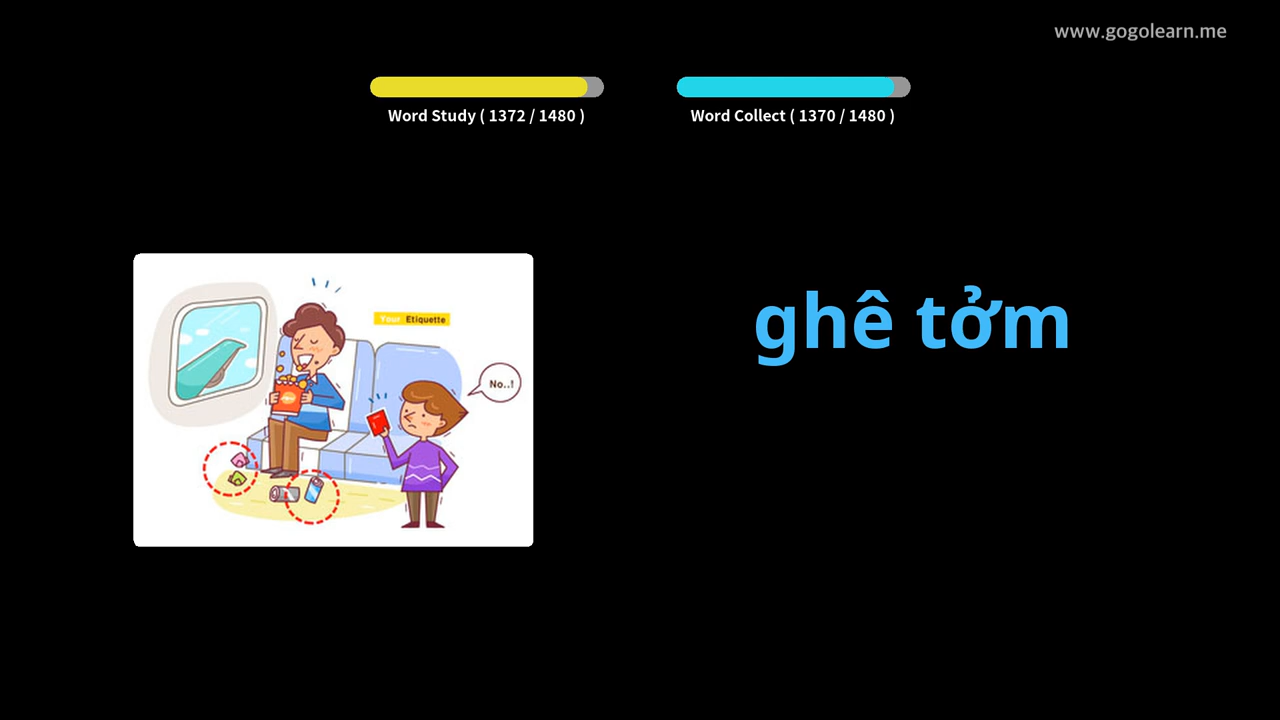 www.gogolearn.me
Word Study ( 1372 / 1480 )
Word Collect ( 1370 / 1480 )
Your Etiquette
No..!
ghê tởm